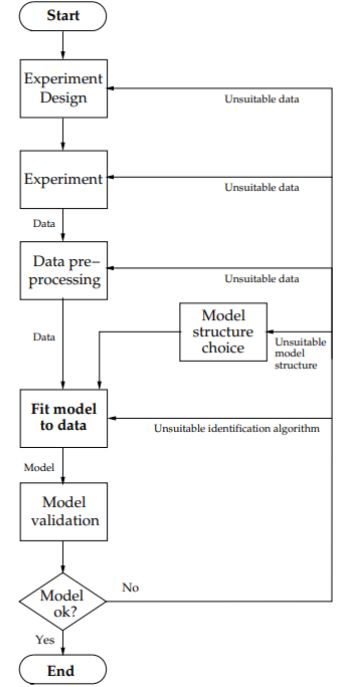 Start
Experiment
Design
Unsuitable data
Experiment
Unsuitable data
Data
Data pre–
processing
Unsuitable data
Model
structure
choice
Unsuitable
model
structure
Data
Fit model
to data
Unsuitable identification algorithm
Model
Model
validation
Model
ok?
No
Yes
End